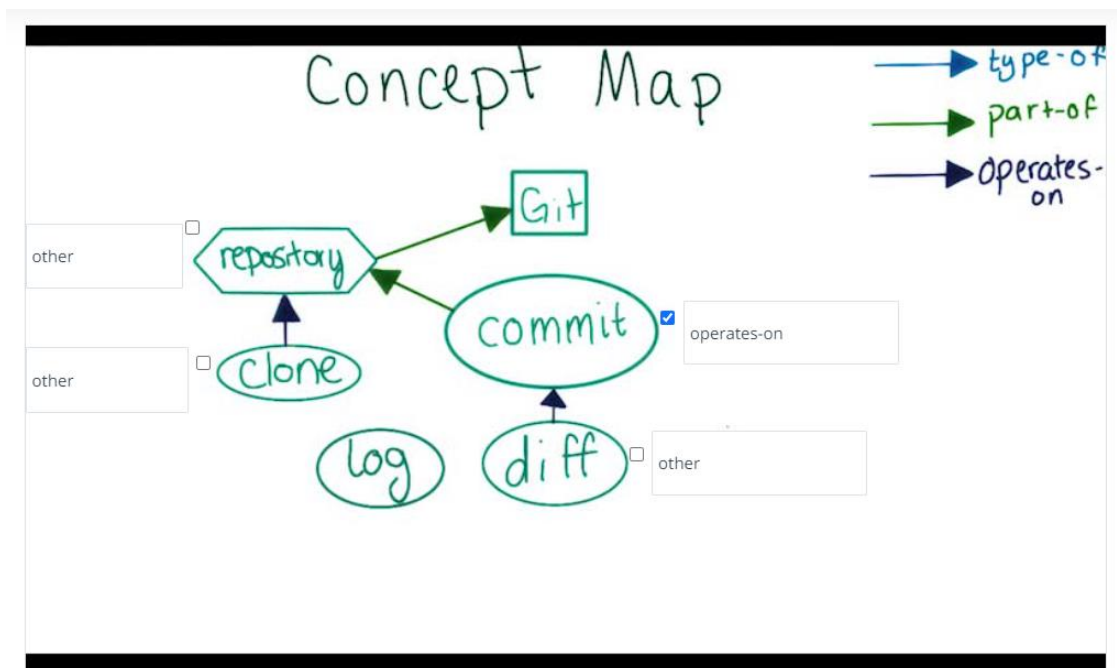 Concept Map
type-of
part-of
operates-
on
Git
other
repository
commit
operates-on
other
clone
log
diff
other